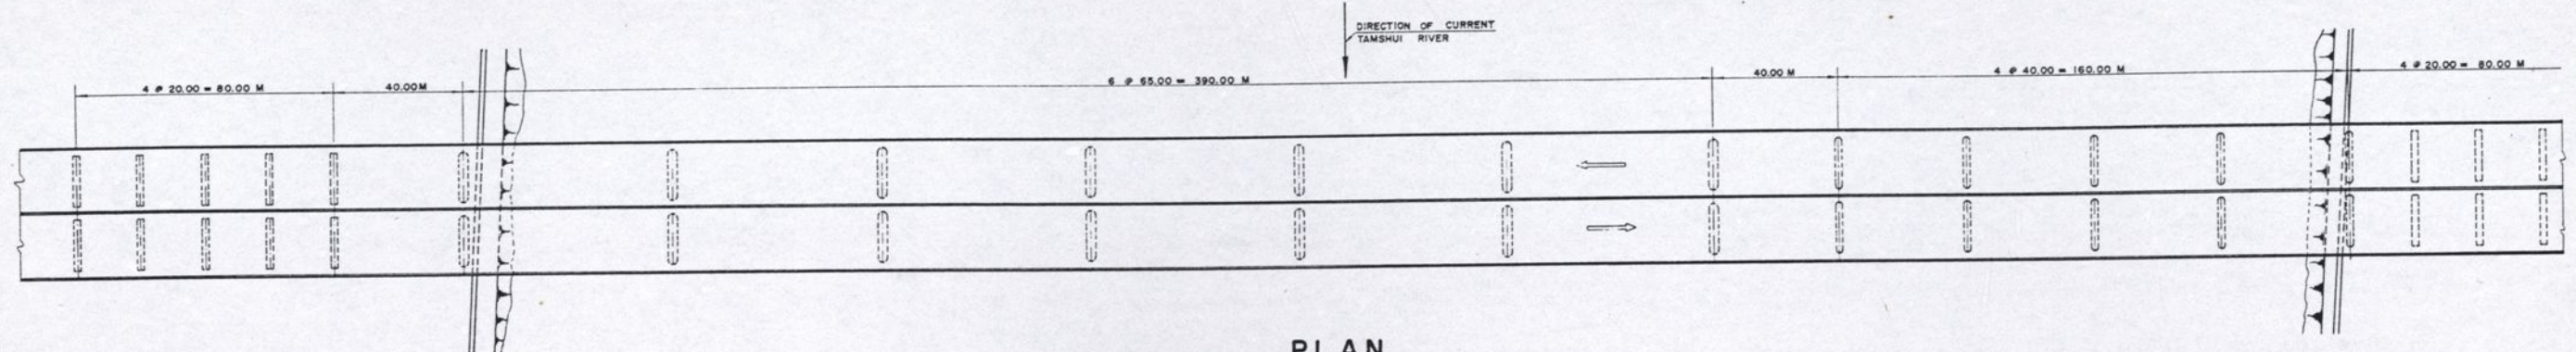 DIRECTION OF CURRENT
TAMSHUI RIVER
4 @ 20.00 = 80.00 M
40.00M
6 @ 65.00 = 390.00 M
40.00 M
4 @ 40.00 = 160.00 M
4 @ 20.00 = 80.00 M
PLAN